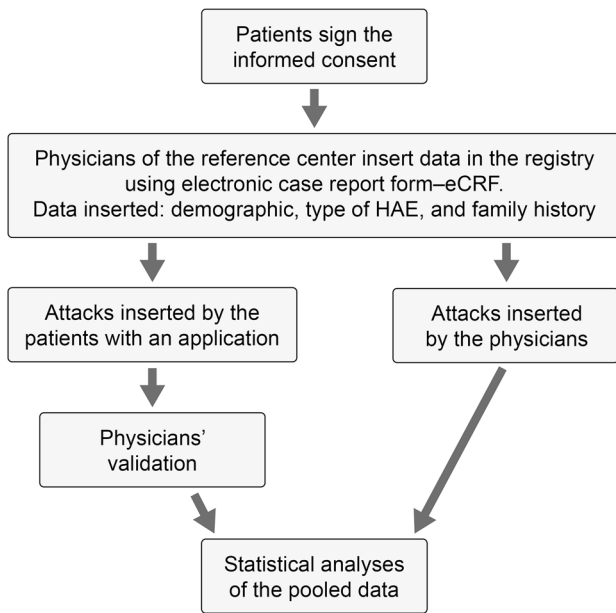 Patients sign the
informed consent
Physicians of the reference center insert data in the registry
using electronic case report form–eCRF.
Data inserted: demographic, type of HAE, and family history
Attacks inserted by the
patients with an application
Attacks inserted
by the physicians
Physicians’
validation
Statistical analyses
of the pooled data